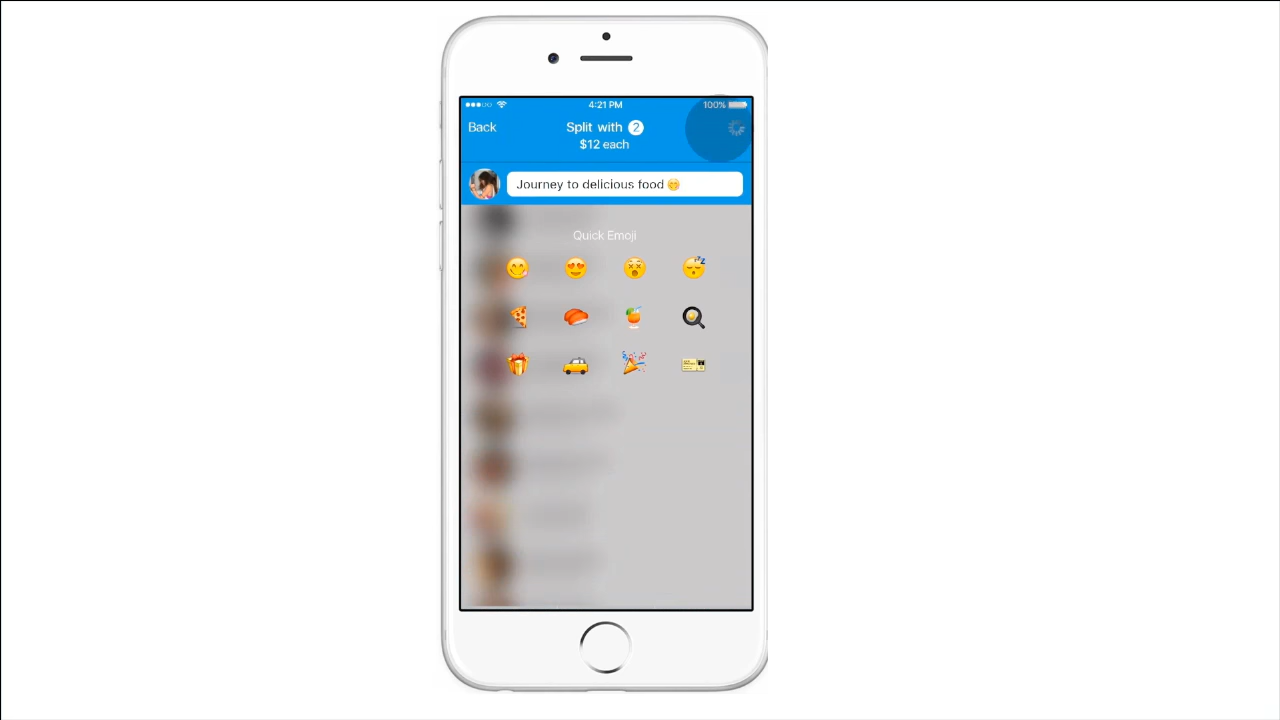 4:21 PM
100%
Back
Split with 2
$12 each
Journey to delicious food 🤭
Quick Emoji